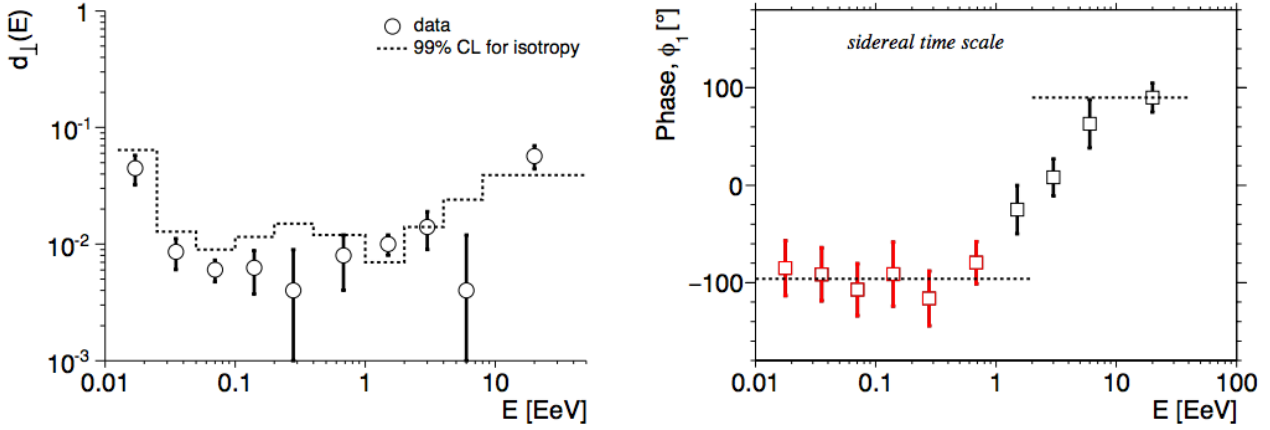 d⊥(E)
1
10⁻¹
10⁻²
10⁻³
data
99% CL for isotropy
0.01
0.1
1
10
E [EeV]
Phase, ϕ₁ [°]
100
0
−100
sidereal time scale
0.01
0.1
1
10
100
E [EeV]